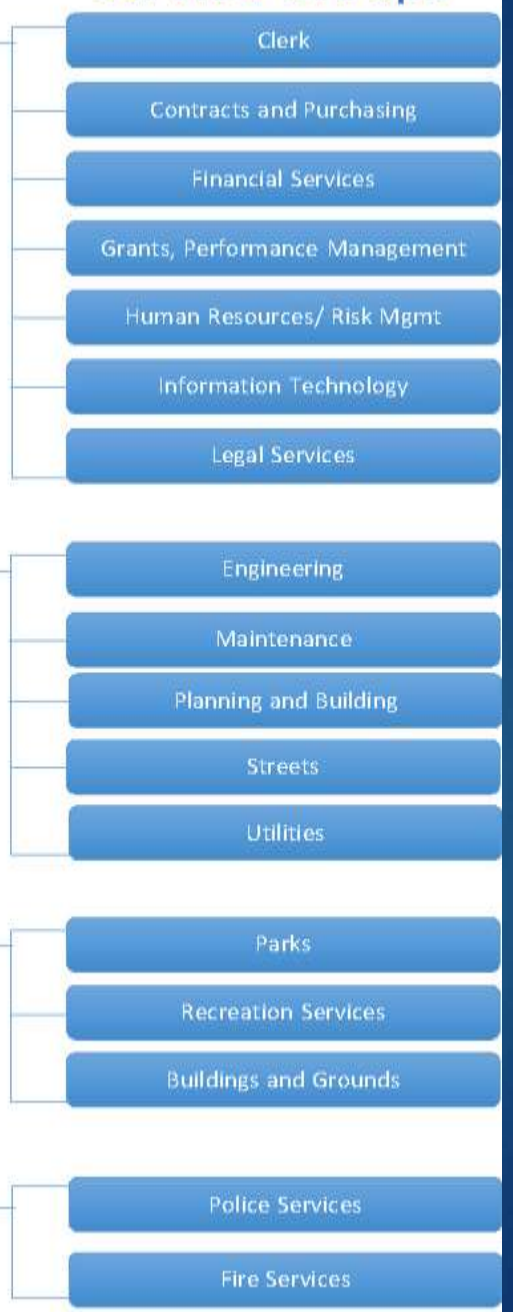 Clerk
Contracts and Purchasing
Financial Services
Grants, Performance Management
Human Resources/ Risk Mgmt
Information Technology
Legal Services
Engineering
Maintenance
Planning and Building
Streets
Utilities
Parks
Recreation Services
Buildings and Grounds
Police Services
Fire Services